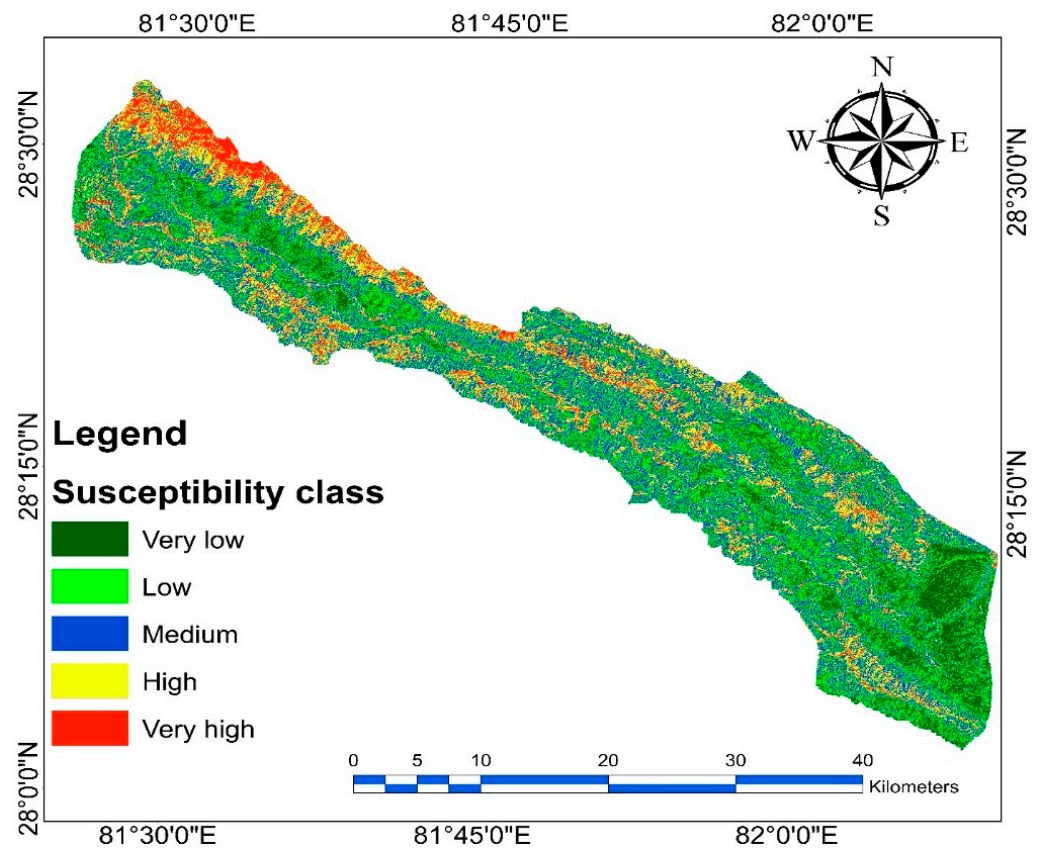 81°30'0"E 81°45'0"E 82°0'0"E
N
W E
S
28°30'0"N
28°30'0"N
28°15'0"N
28°15'0"N
28°0'0"N
Legend
Susceptibility class
Very low
Low
Medium
High
Very high
0 5 10 20 30 40
Kilometers
81°30'0"E 81°45'0"E 82°0'0"E